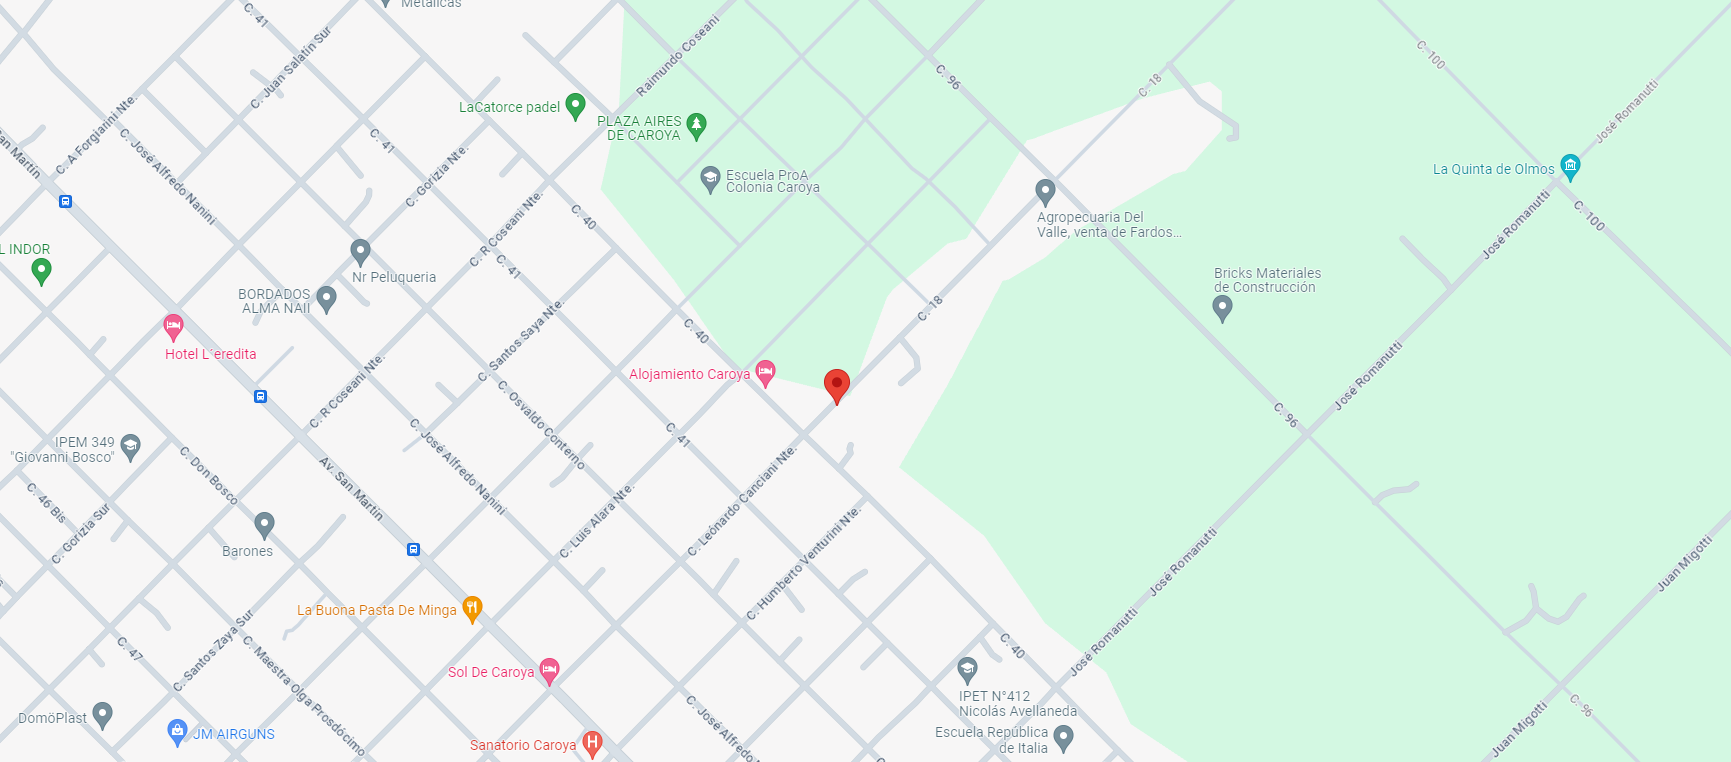 Metálicas
C. 41
C. Juan Salatin Sur
Raimundo Coseani
C. 96
C. 100
C. 18
José Romanutti
LaCatorce padel
PLAZA AIRES
DE CAROYA
C. A Forgiarini Nte.
an Martin
C. José Alfredo Nanini
C. 41
C. Gorizia Nte.
Escuela ProA
Colonia Caroya
La Quinta de Olmos
C. 40
C. R Coseani Nte.
Agropecuaria Del
Valle, venta de Fardos...
José Romanutti
C. 100
L INDOR
Nr Peluqueria
C. 41
Bricks Materiales
de Construcción
BORDADOS
ALMA NAII
C. Santos Saya Nte.
C. 18
C. 40
Hotel L´eredita
Alojamiento Caroya
José Romanutti
C. R Coseani Nte.
C. Osvaldo Conterno
C. 96
IPEM 349
"Giovanni Bosco"
C. José Alfredo Nanini
C. 41
C. Don Bosco
Av. San Martin
C. Leonardo Canciani Nte.
C. 46 Bis
C. Gorizia Sur
C. Luis Alara Nte.
C. Humberto Venturini Nte.
Barones
José Romanutti
Juan Migotti
La Buona Pasta De Minga
C. 47
C. Santos Zaya Sur
C. Maestra Olga Prosdócimo
C. 40
José Romanutti
Sol De Caroya
IPET N°412
Nicolás Avellaneda
C. José Alfredo N
C. 96
DomöPlast
JM AIRGUNS
Sanatorio Caroya
Escuela República
de Italia
Juan Migotti